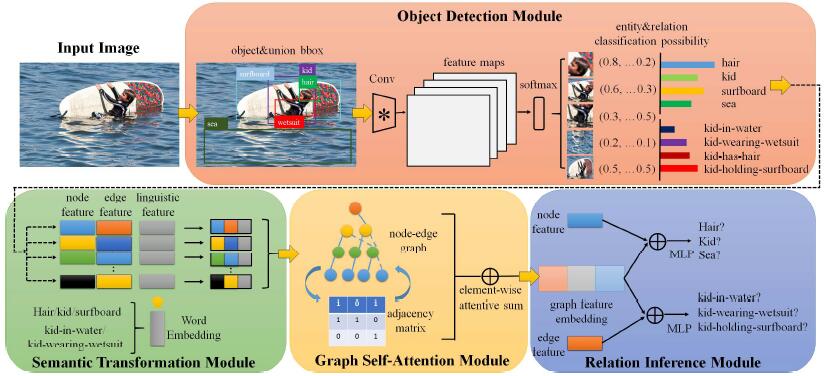 Object Detection Module
Input Image
object&union bbox
surfboard
kid
hair
wetsuit
sea
Conv
*
feature maps
softmax
entity&relation
classification possibility
(0.8, …0.2)
(0.6, …0.3)
(0.3, …0.5)
(0.2, …0.1)
(0.5, …0.5)
hair
kid
surfboard
sea
kid-in-water
kid-wearing-wetsuit
kid-has-hair
kid-holding-surfboard
node
feature
edge
feature
linguistic
feature
Hair/kid/surfboard
kid-in-water/
kid-wearing-wetsuit
Word
Embedding
Semantic Transformation Module
node-edge
graph
1 δ 1
1 1 0
0 0 1
adjacency
matrix
element-wise
attentive sum
Graph Self-Attention Module
node
feature
graph feature
embedding
edge
feature
MLP
Hair?
Kid?
Sea?
MLP
kid-in-water?
kid-wearing-wetsuit?
kid-holding-surfboard?
Relation Inference Module